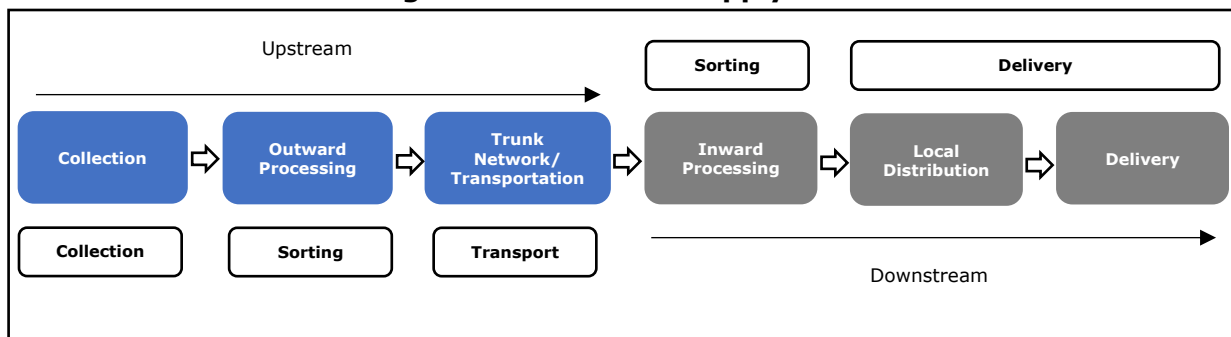 Upstream
Sorting
Delivery
Collection
Outward
Processing
Trunk
Network/
Transportation
Inward
Processing
Local
Distribution
Delivery
Collection
Sorting
Transport
Downstream